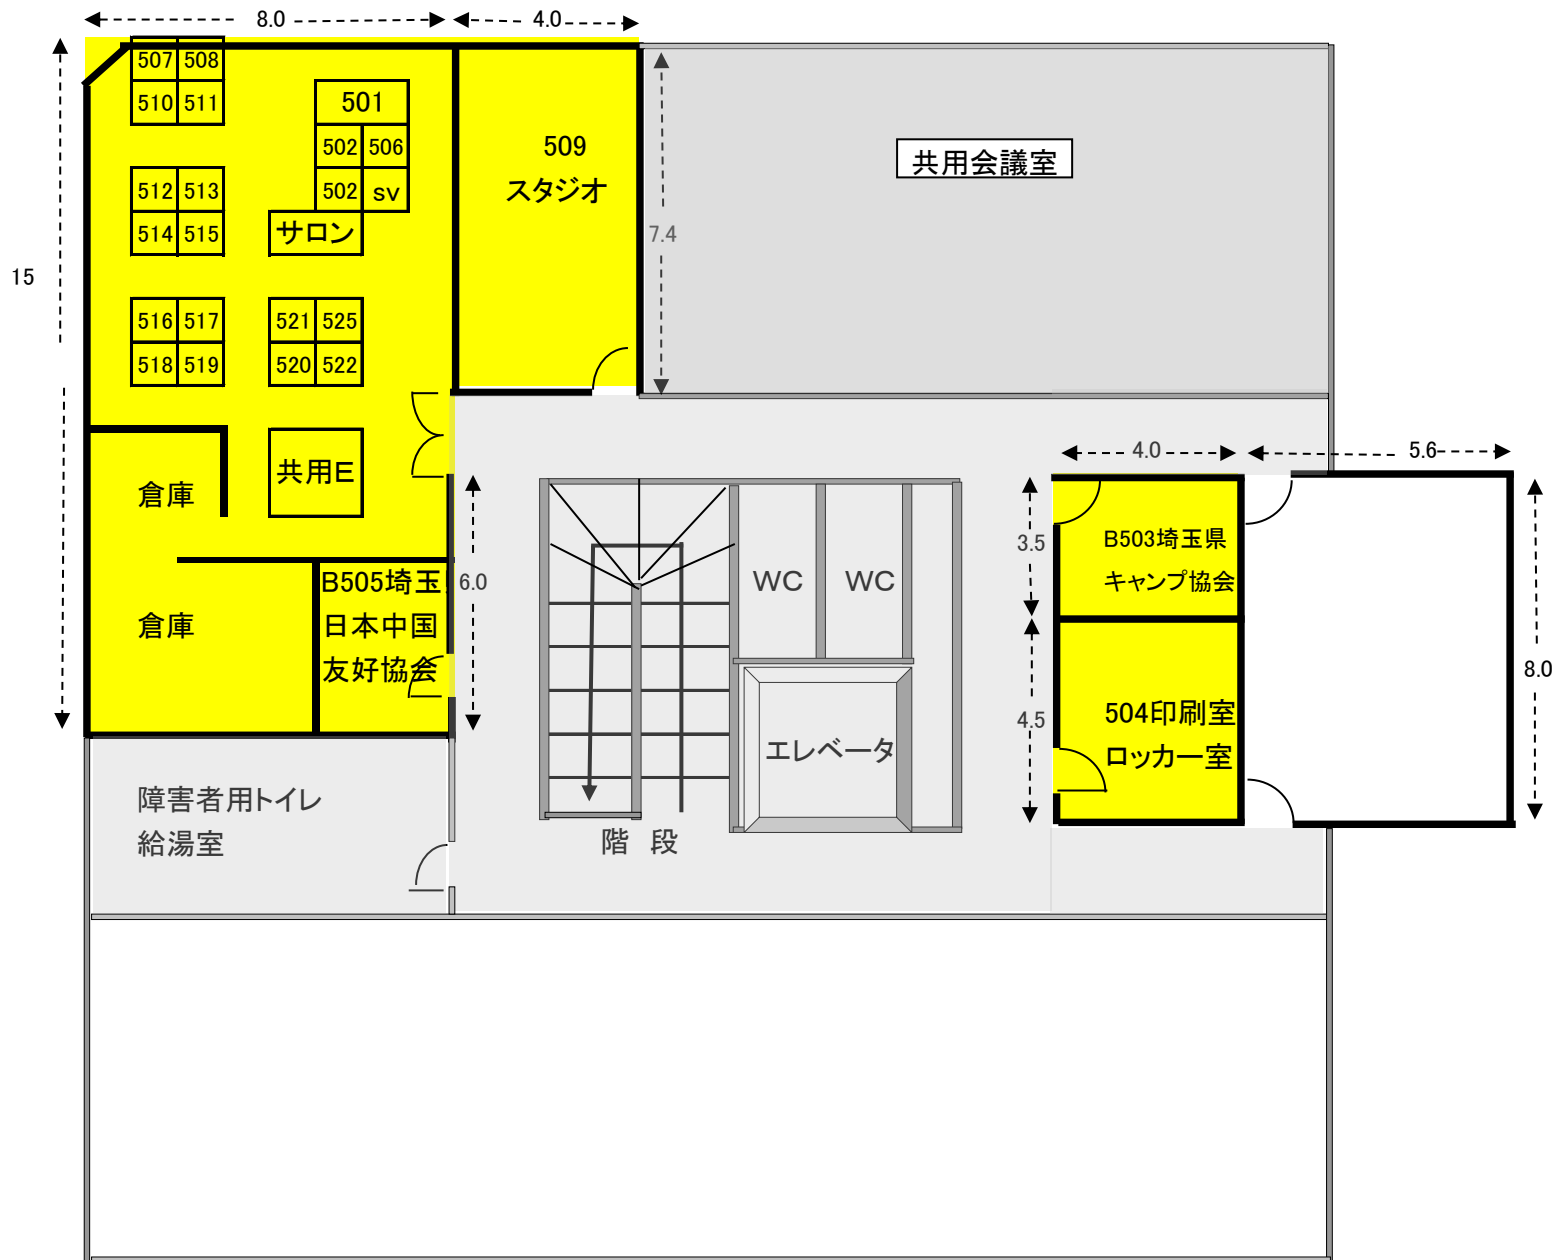 8.0
4.0
507 508
510 511
501
502 506
502 sv
512 513
514 515
サロン
509
スタジオ
共用会議室
7.4
15
516 517
518 519
521 525
520 522
共用E
倉庫
倉庫
B505埼玉
日本中国
友好協会
6.0
WC
WC
エレベータ
階 段
4.0
5.6
3.5
B503埼玉県
キャンプ協会
4.5
504印刷室
ロッカー室
8.0
障害者用トイレ
給湯室